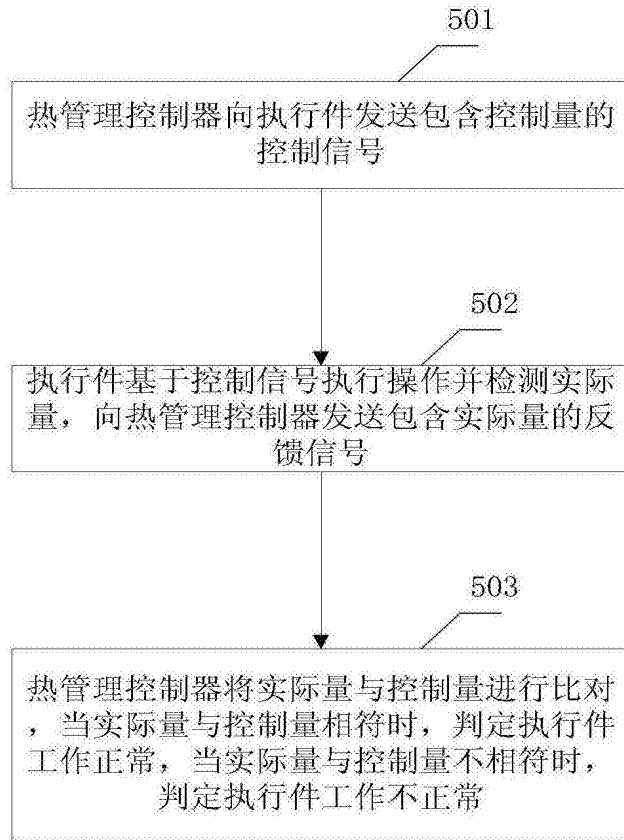 501
热管理控制器向执行件发送包含控制量的
控制信号
502
执行件基于控制信号执行操作并检测实际
量，向热管理控制器发送包含实际量的反
馈信号
503
热管理控制器将实际量与控制量进行比对
，当实际量与控制量相符时，判定执行件
工作正常，当实际量与控制量不相符时，
判定执行件工作不正常